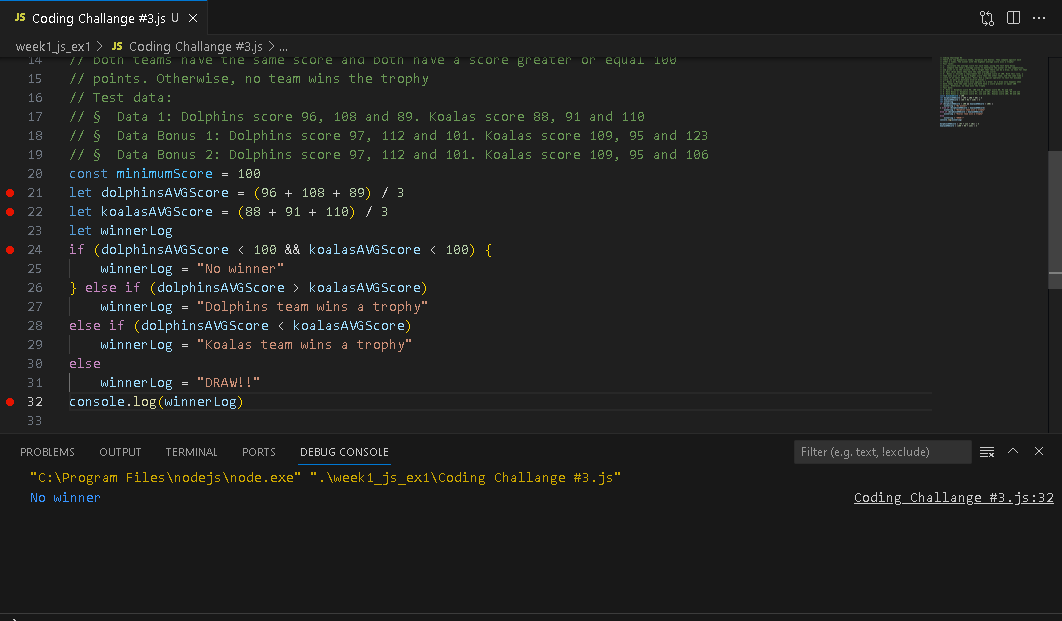 JS Coding Challange #3.js U ×
week1_js_ex1 > JS Coding Challange #3.js > ...
14 // both teams have the same score and both have a score greater or equal 100
15 // points. Otherwise, no team wins the trophy
16 // Test data:
17 // § Data 1: Dolphins score 96, 108 and 89. Koalas score 88, 91 and 110
18 // § Data Bonus 1: Dolphins score 97, 112 and 101. Koalas score 109, 95 and 123
19 // § Data Bonus 2: Dolphins score 97, 112 and 101. Koalas score 109, 95 and 106
20 const minimumScore = 100
21 let dolphinsAVGScore = (96 + 108 + 89) / 3
22 let koalasAVGScore = (88 + 91 + 110) / 3
23 let winnerLog
24 if (dolphinsAVGScore < 100 && koalasAVGScore < 100) {
25 winnerLog = "No winner"
26 } else if (dolphinsAVGScore > koalasAVGScore)
27 winnerLog = "Dolphins team wins a trophy"
28 else if (dolphinsAVGScore < koalasAVGScore)
29 winnerLog = "Koalas team wins a trophy"
30 else
31 winnerLog = "DRAW!!"
32 console.log(winnerLog)
33
PROBLEMS OUTPUT TERMINAL PORTS DEBUG CONSOLE Filter (e.g. text, !exclude)
"C:\Program Files\nodejs\node.exe" ".\week1_js_ex1\Coding Challange #3.js"
No winner Coding Challange #3.js:32